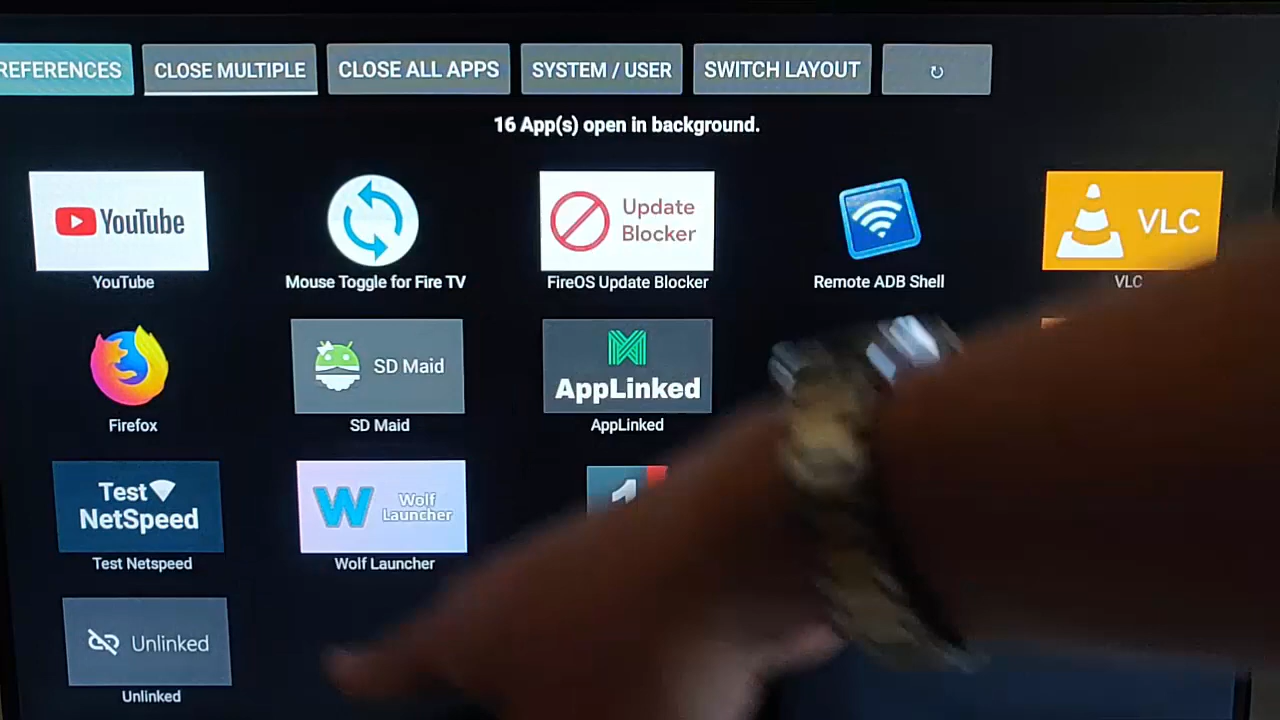 REFERENCES
CLOSE MULTIPLE
CLOSE ALL APPS
SYSTEM / USER
SWITCH LAYOUT
16 App(s) open in background.
YouTube
Update
Blocker
VLC
YouTube
Mouse Toggle for Fire TV
FireOS Update Blocker
Remote ADB Shell
VLC
SD Maid
AppLinked
Firefox
SD Maid
AppLinked
Test
NetSpeed
W
Wolf
Launcher
1
Test Netspeed
Wolf Launcher
Unlinked
Unlinked